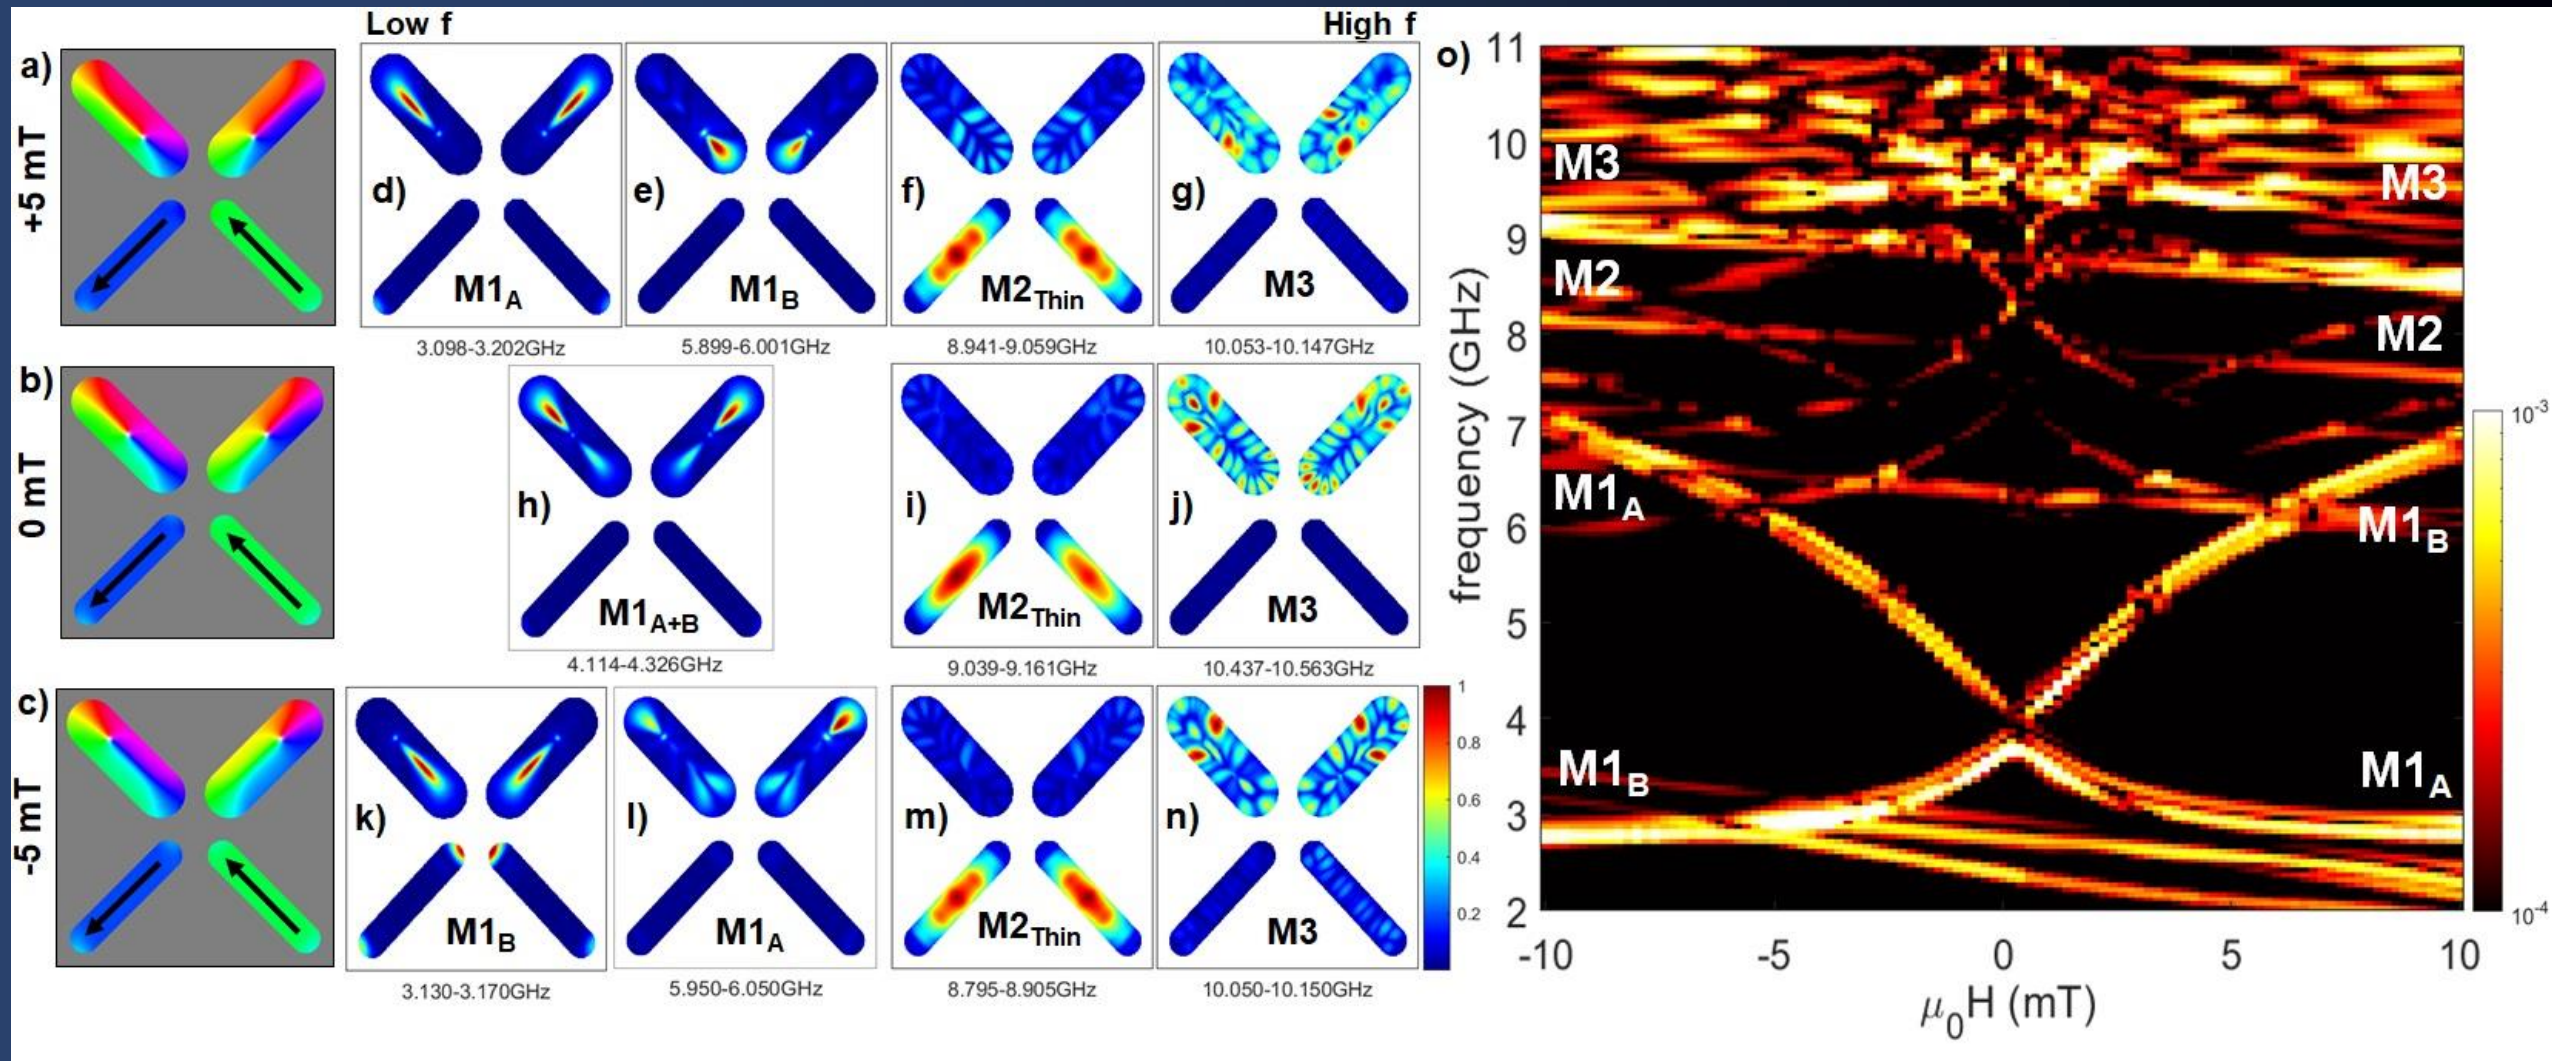 Low f
High f
a)
+5 mT
d)
M1A
3.098-3.202GHz
e)
M1B
5.899-6.001GHz
f)
M2Thin
8.941-9.059GHz
g)
M3
10.053-10.147GHz
b)
0 mT
h)
M1A+B
4.114-4.326GHz
i)
M2Thin
9.039-9.161GHz
j)
M3
10.437-10.563GHz
c)
-5 mT
k)
M1B
3.130-3.170GHz
l)
M1A
5.950-6.050GHz
m)
M2Thin
8.795-8.905GHz
n)
M3
10.050-10.150GHz
1
0.8
0.6
0.4
0.2
o)
frequency (GHz)
11
10
9
8
7
6
5
4
3
2
M3
M3
M2
M2
M1A
M1B
M1B
M1A
-10
-5
0
5
10
μ0H (mT)
10-3
10-4